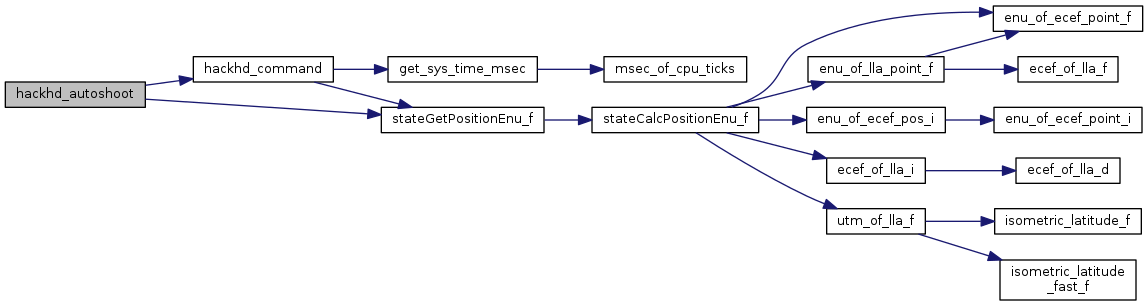 hackhd_autoshoot
hackhd_command
get_sys_time_msec
msec_of_cpu_ticks
stateGetPositionEnu_f
stateCalcPositionEnu_f
enu_of_ecef_point_f
enu_of_lla_point_f
ecef_of_lla_f
enu_of_ecef_pos_i
enu_of_ecef_point_i
ecef_of_lla_i
ecef_of_lla_d
utm_of_lla_f
isometric_latitude_f
isometric_latitude
_fast_f